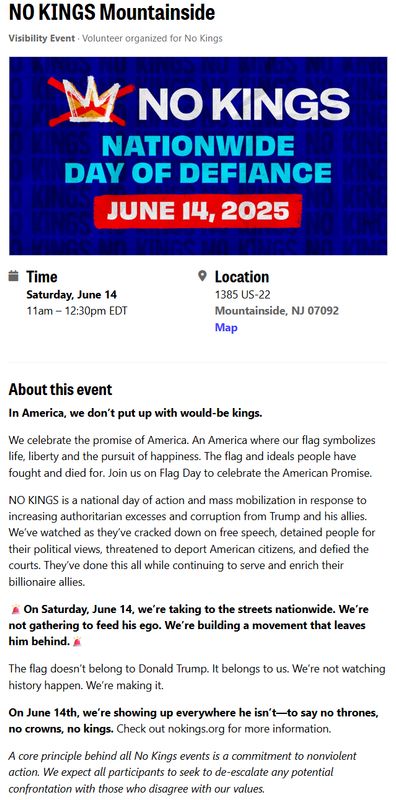 NO KINGS Mountainside
Visibility Event · Volunteer organized for No Kings
NO KINGS
NATIONWIDE
DAY OF DEFIANCE
JUNE 14, 2025
Time
Saturday, June 14
11am – 12:30pm EDT
Location
1385 US-22
Mountainside, NJ 07092
Map
About this event
In America, we don’t put up with would-be kings.
We celebrate the promise of America. An America where our flag symbolizes
life, liberty and the pursuit of happiness. The flag and ideals people have
fought and died for. Join us on Flag Day to celebrate the American Promise.
NO KINGS is a national day of action and mass mobilization in response to
increasing authoritarian excesses and corruption from Trump and his allies.
We’ve watched as they’ve cracked down on free speech, detained people for
their political views, threatened to deport American citizens, and defied the
courts. They’ve done this all while continuing to serve and enrich their
billionaire allies.
🚨 On Saturday, June 14, we’re taking to the streets nationwide. We’re
not gathering to feed his ego. We’re building a movement that leaves
him behind. 🚨
The flag doesn’t belong to Donald Trump. It belongs to us. We’re not watching
history happen. We’re making it.
On June 14th, we’re showing up everywhere he isn’t—to say no thrones,
no crowns, no kings. Check out nokings.org for more information.
A core principle behind all No Kings events is a commitment to nonviolent
action. We expect all participants to seek to de-escalate any potential
confrontation with those who disagree with our values.